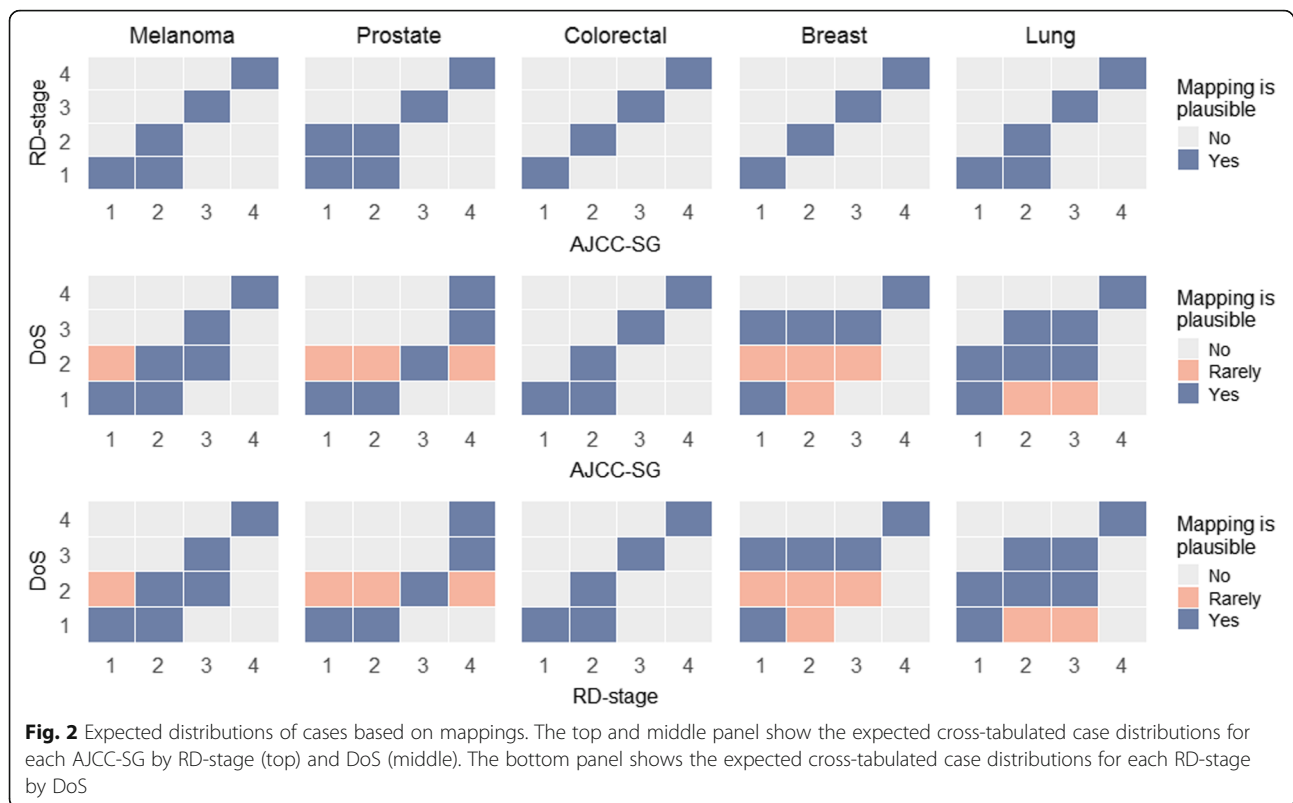 Melanoma Prostate Colorectal Breast Lung
RD-stage
4
3
2
1
1 2 3 4 1 2 3 4 1 2 3 4 1 2 3 4 1 2 3 4
AJCC-SG
Mapping is
plausible
No
Yes
DoS
4
3
2
1
1 2 3 4 1 2 3 4 1 2 3 4 1 2 3 4 1 2 3 4
AJCC-SG
Mapping is
plausible
No
Rarely
Yes
DoS
4
3
2
1
1 2 3 4 1 2 3 4 1 2 3 4 1 2 3 4 1 2 3 4
RD-stage
Mapping is
plausible
No
Rarely
Yes
Fig. 2 Expected distributions of cases based on mappings. The top and middle panel show the expected cross-tabulated case distributions for
each AJCC-SG by RD-stage (top) and DoS (middle). The bottom panel shows the expected cross-tabulated case distributions for each RD-stage
by DoS